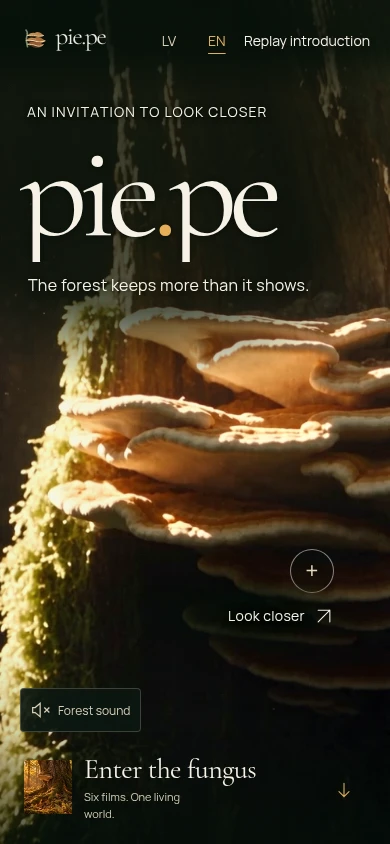 pie.pe
LV EN Replay introduction
AN INVITATION TO LOOK CLOSER
pie.pe
The forest keeps more than it shows.
Look closer
Forest sound
Enter the fungus
Six films. One living
world.